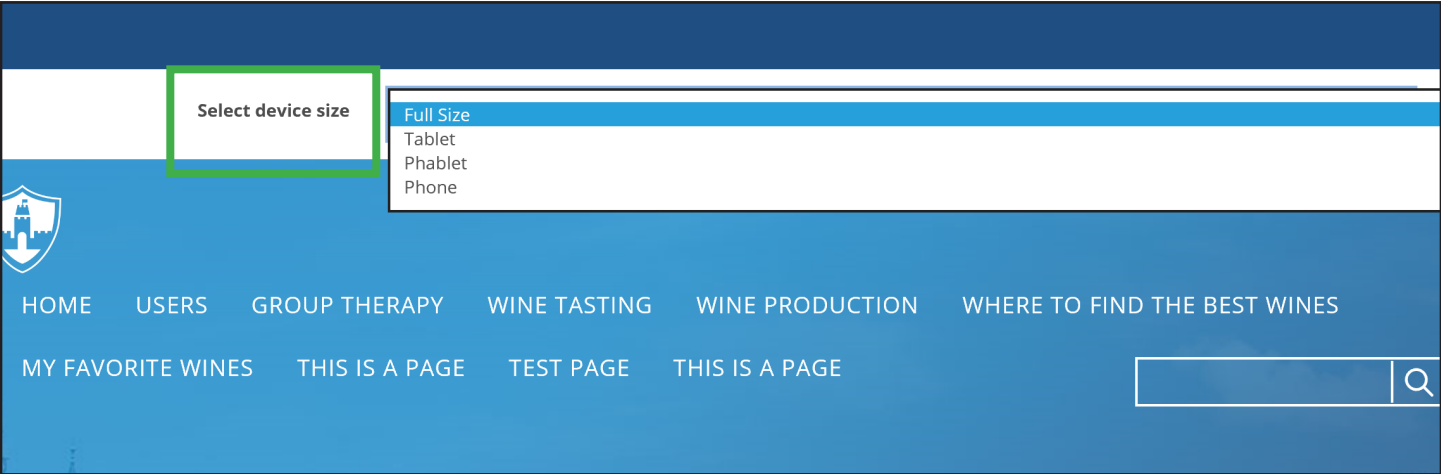 Select device size
Full Size
Tablet
Phablet
Phone
HOME USERS GROUP THERAPY WINE TASTING WINE PRODUCTION WHERE TO FIND THE BEST WINES
MY FAVORITE WINES THIS IS A PAGE TEST PAGE THIS IS A PAGE